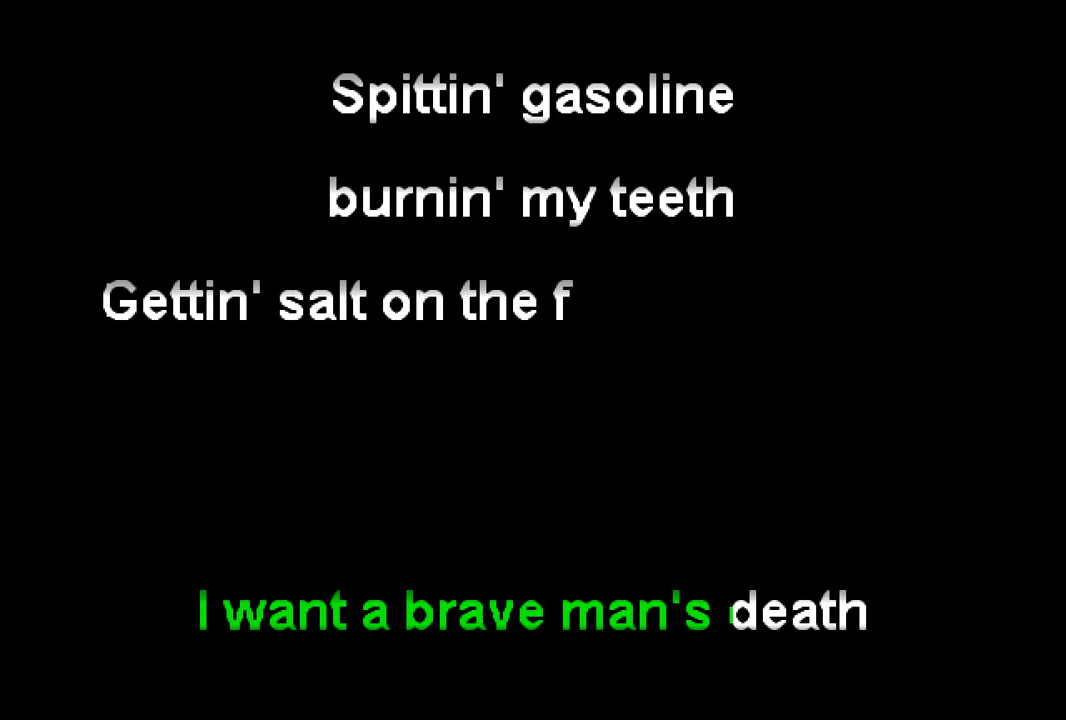 Spittin' gasoline
burnin' my teeth
Gettin' salt on the f
I want a brave man's death